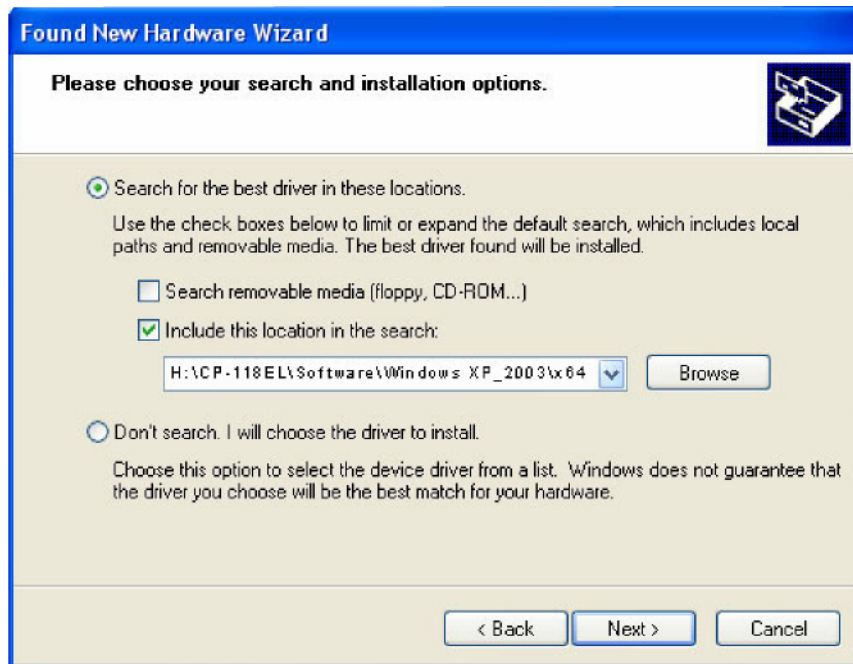 Found New Hardware Wizard
Please choose your search and installation options.
Search for the best driver in these locations.
Use the check boxes below to limit or expand the default search, which includes local
paths and removable media. The best driver found will be installed.
Search removable media (floppy, CD-ROM...)
Include this location in the search:
H:\CP-118EL\Software\Windows XP_2003\x64
Browse
Don't search. I will choose the driver to install.
Choose this option to select the device driver from a list. Windows does not guarantee that
the driver you choose will be the best match for your hardware.
< Back Next > Cancel